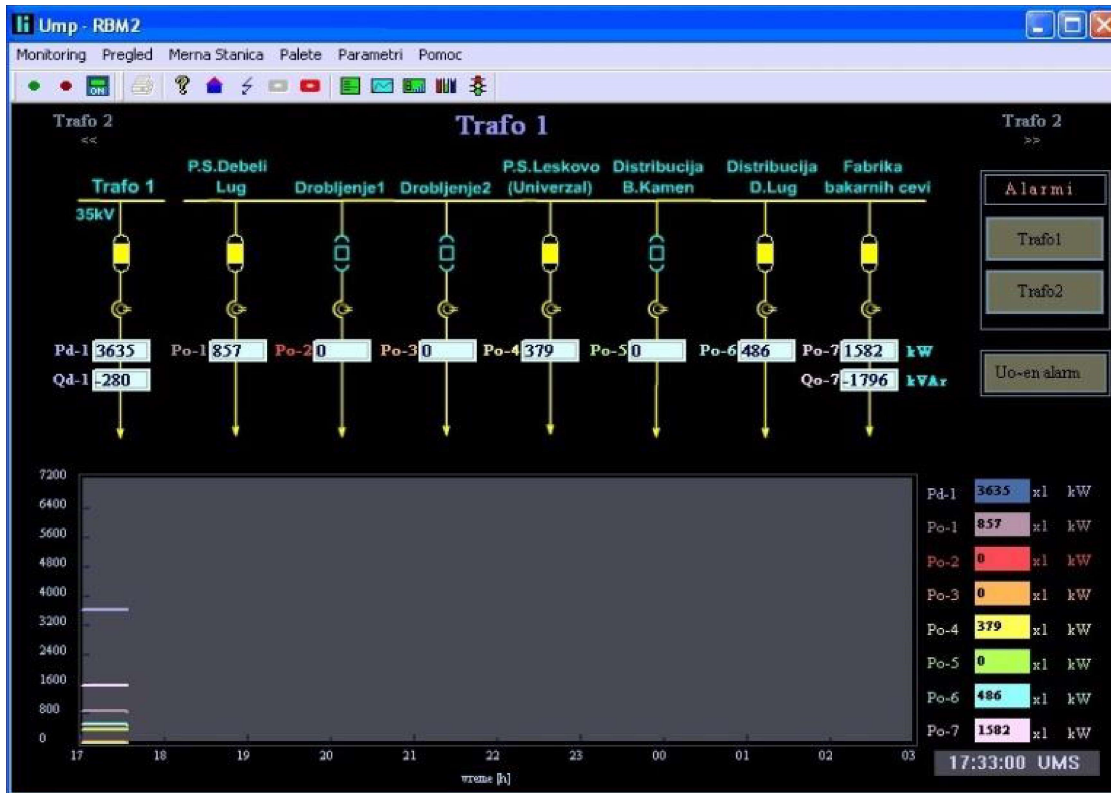 Ump - RBM2
Monitoring Pregled Merna Stanica Palete Parametri Pomoc
ON
Trafo 2
<<
Trafo 1
Trafo 2
>>
Trafo 1
35kV
P.S.Debeli
Lug
Drobljenje1
Drobljenje2
P.S.Leskovo
(Univerzal)
Distribucija
B.Kamen
Distribucija
D.Lug
Fabrika
bakarnih cevi
Alarmi
Trafo1
Trafo2
Uo-en alarm
Pd-1 3635 Po-1 857 Po-2 0 Po-3 0 Po-4 379 Po-5 0 Po-6 486 Po-7 1582 kW
Qd-1 -280 Qo-7 -1796 kVAr
7200
6400
5600
4800
4000
3200
2400
1600
800
0
17 18 19 20 21 22 23 00 01 02 03
vreme [h]
Pd-1 3635 x1 kW
Po-1 857 x1 kW
Po-2 0 x1 kW
Po-3 0 x1 kW
Po-4 379 x1 kW
Po-5 0 x1 kW
Po-6 486 x1 kW
Po-7 1582 x1 kW
17:33:00 UMS